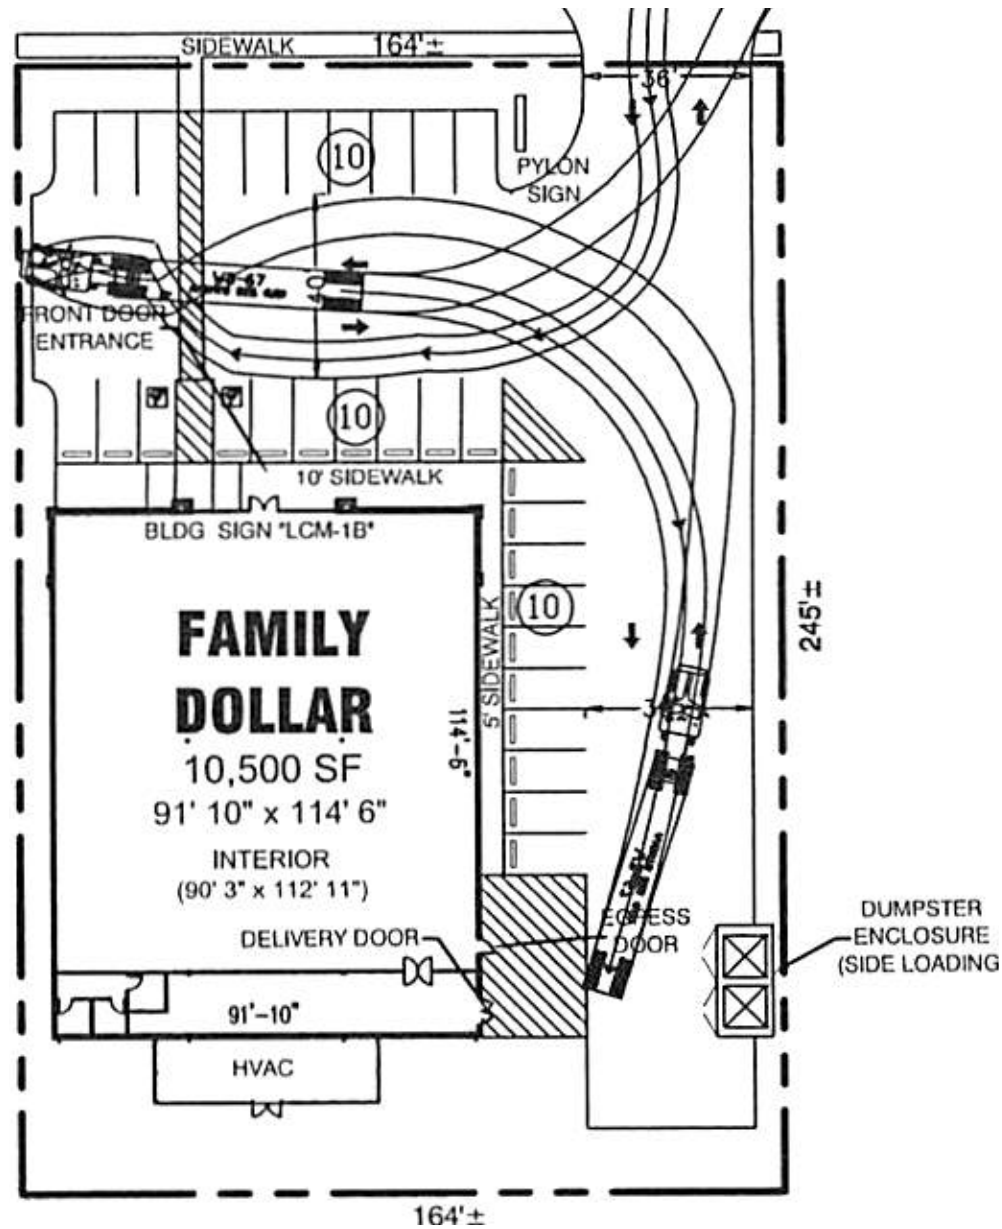 SIDEWALK
164'±
36'
10
PYLON
SIGN
40
FRONT DOOR
ENTRANCE
10
10' SIDEWALK
BLDG SIGN "LCM-1B"
FAMILY
DOLLAR
10,500 SF
91' 10" x 114' 6"
INTERIOR
(90' 3" x 112' 11")
114'-6"
5' SIDEWALK
10
245'±
EGRESS
DOOR
DELIVERY DOOR
DUMPSTER
ENCLOSURE
(SIDE LOADING
91'-10"
HVAC
164'±